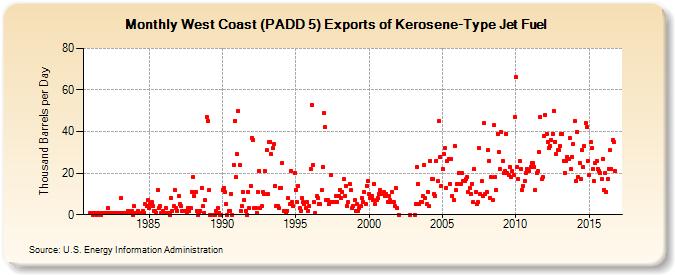 Monthly West Coast (PADD 5) Exports of Kerosene-Type Jet Fuel
Thousand Barrels per Day
80
60
40
20
0
1985 1990 1995 2000 2005 2010 2015
Source: U.S. Energy Information Administration